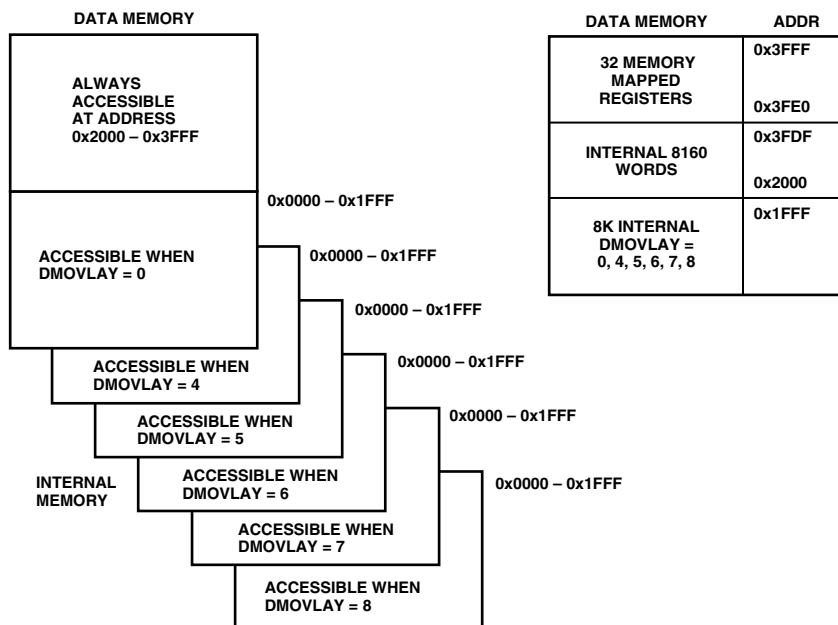 DATA MEMORY
ALWAYS
ACCESSIBLE
AT ADDRESS
0x2000 – 0x3FFF
0x0000 – 0x1FFF
ACCESSIBLE WHEN
DMOVLAY = 0
0x0000 – 0x1FFF
0x0000 – 0x1FFF
ACCESSIBLE WHEN
DMOVLAY = 4
0x0000 – 0x1FFF
ACCESSIBLE WHEN
DMOVLAY = 5
0x0000 – 0x1FFF
INTERNAL
MEMORY
ACCESSIBLE WHEN
DMOVLAY = 6
0x0000 – 0x1FFF
ACCESSIBLE WHEN
DMOVLAY = 7
ACCESSIBLE WHEN
DMOVLAY = 8
DATA MEMORY ADDR
32 MEMORY
MAPPED
REGISTERS
0x3FFF
0x3FE0
INTERNAL 8160
WORDS
0x3FDF
0x2000
8K INTERNAL
DMOVLAY =
0, 4, 5, 6, 7, 8
0x1FFF